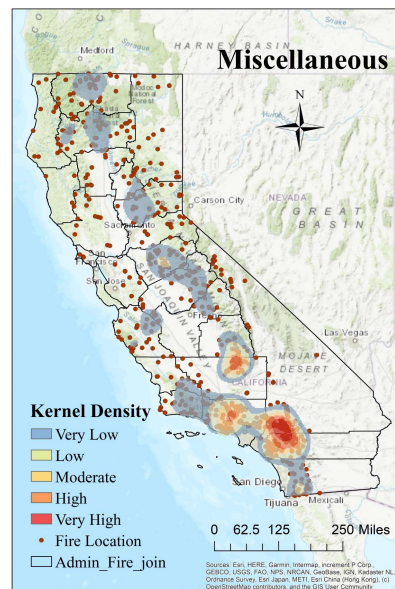 Medford
HARNEY BASIN
Snake
Miscellaneous
N
Modoc
National
Forest
Carson City
NEVADA
GREAT
BASIN
Sacramento
San
Francisco
San Jose
SAN JOAQUIN VALLEY
Fresno
Las Vegas
MOJAVE
DESERT
CALIFORNIA
Kernel Density
Very Low
Low
Moderate
High
Very High
Fire Location
Admin_Fire_join
San Diego
Tijuana
Mexicali
0 62.5 125 250 Miles
Sources: Esri, HERE, Garmin, Intermap, increment P Corp.,
GEBCO, USGS, FAO, NPS, NRCAN, GeoBase, IGN, Kadaster NL,
Ordnance Survey, Esri Japan, METI, Esri China (Hong Kong), (c)
OpenStreetMap contributors, and the GIS User Community